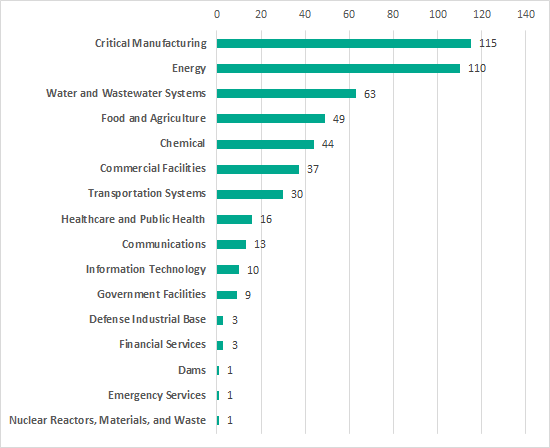 0 20 40 60 80 100 120 140
Critical Manufacturing 115
Energy 110
Water and Wastewater Systems 63
Food and Agriculture 49
Chemical 44
Commercial Facilities 37
Transportation Systems 30
Healthcare and Public Health 16
Communications 13
Information Technology 10
Government Facilities 9
Defense Industrial Base 3
Financial Services 3
Dams 1
Emergency Services 1
Nuclear Reactors, Materials, and Waste 1